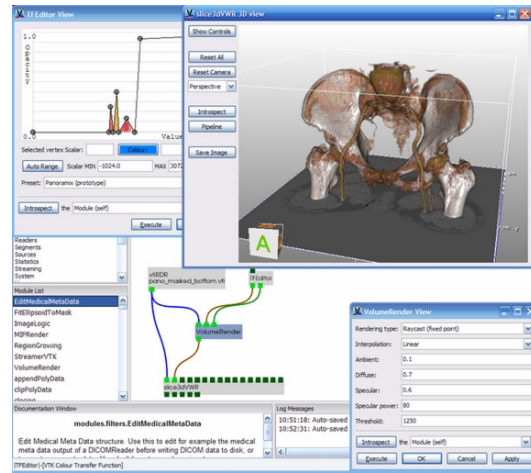 TFEditor View
1.0
Opacity
0.0
Value
Selected vertex Scalar:
Colour:
Auto Range
Scalar MIN -1024.0
MAX 3072
Preset: Panoramix (prototype)
Introspect the Module (self)
Execute
slice3dVWR 3D view
Show Controls
Reset All
Reset Camera
Perspective
Introspect
Pipeline
Save Image
A
Readers
Segments
Sources
Statistics
Streaming
System
Module List
EditMedicalMetaData
FitEllipsoidToMask
ImageLogic
MIPRender
RegionGrowing
StreamerVTK
VolumeRender
appendPolyData
clipPolyData
closing
vtiRDR
pano_masked_bottom.vti
TFEditor
VolumeRender
slice3dVWR
VolumeRender View
Rendering type: Raycast (fixed point)
Interpolation: Linear
Ambient: 0.1
Diffuse: 0.7
Specular: 0.6
Specular power: 80
Threshold: 1250
Introspect the Module (self)
Execute OK Cancel Apply
Documentation Window
modules.filters.EditMedicalMetaData
Edit Medical Meta Data structure. Use this to edit for example the medical
meta data output of a DICOMReader before writing DICOM data to disk, or
Log Messages
10:51:18: Auto-saved
10:52:31: Auto-saved
[TFEditor]-[VTK Colour Transfer Function]